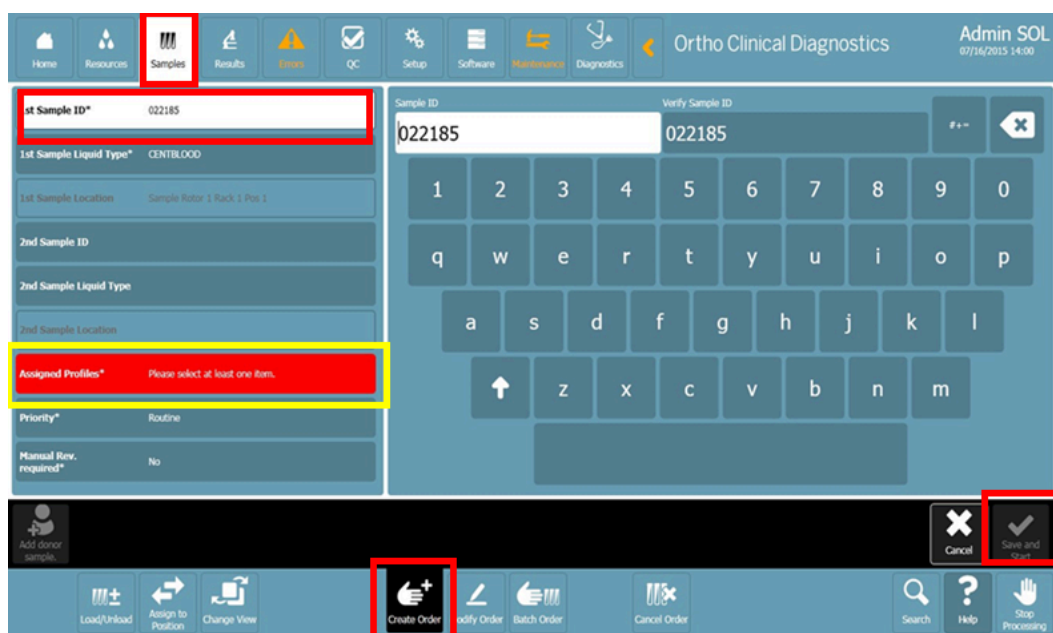 Home
Resources
Samples
Results
Errors
QC
Setup
Software
Maintenance
Diagnostics
Ortho Clinical Diagnostics
Admin SOL
07/16/2015 14:00
st Sample ID* 022185
1st Sample Liquid Type* CENTBLOOD
1st Sample Location Sample Rotor 1 Rack 1 Pos 1
2nd Sample ID
2nd Sample Liquid Type
2nd Sample Location
Assigned Profiles* Please select at least one item.
Priority* Routine
Manual Rev.
required* No
Sample ID Verify Sample ID
022185 022185 #+=
1 2 3 4 5 6 7 8 9 0
q w e r t y u i o p
a s d f g h j k l
z x c v b n m
Add donor
sample.
Cancel
Save and
Start
Load/Unload
Assign to
Position
Change View
Create Order
odify Order
Batch Order
Cancel Order
Search
Help
Stop
Processing